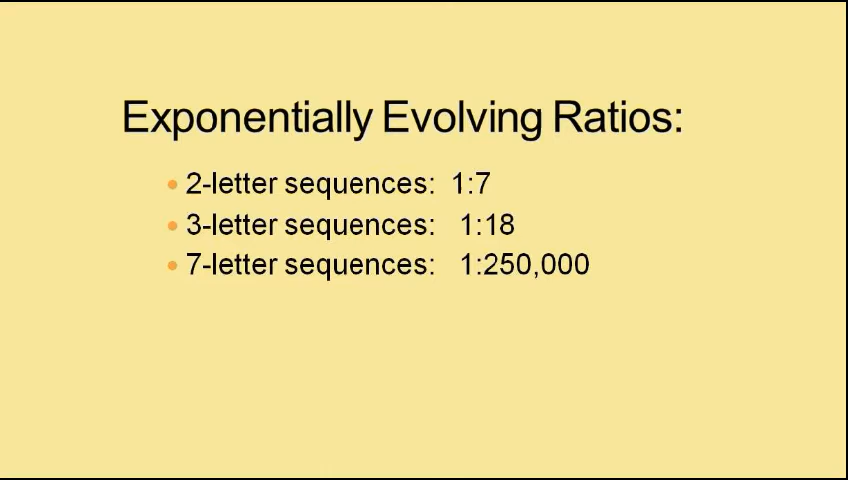 Exponentially Evolving Ratios:
• 2-letter sequences: 1:7
• 3-letter sequences: 1:18
• 7-letter sequences: 1:250,000